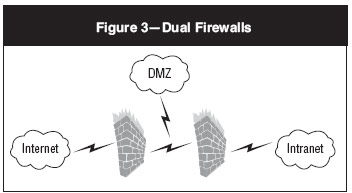 Figure 3—Dual Firewalls
DMZ
Internet
Intranet